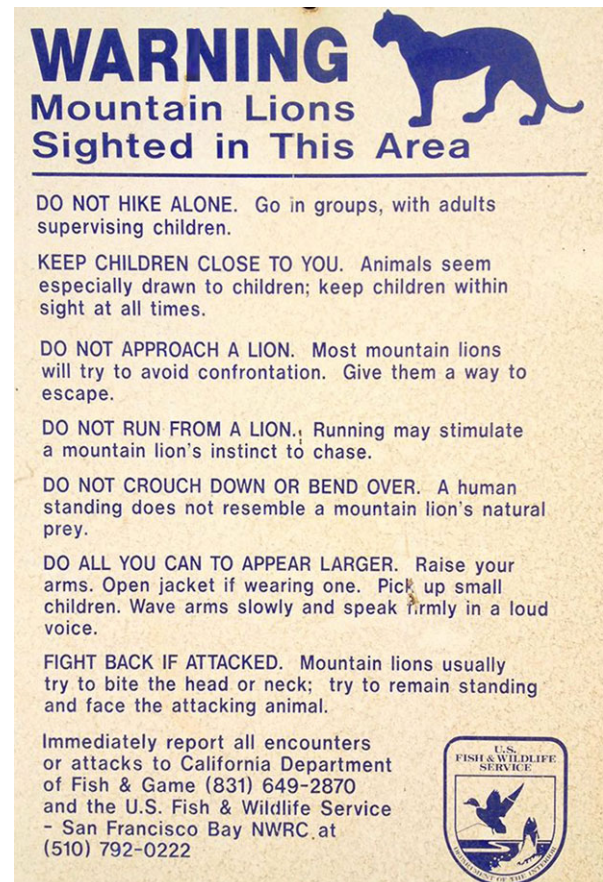 WARNING
Mountain Lions
Sighted in This Area
DO NOT HIKE ALONE. Go in groups, with adults
supervising children.
KEEP CHILDREN CLOSE TO YOU. Animals seem
especially drawn to children; keep children within
sight at all times.
DO NOT APPROACH A LION. Most mountain lions
will try to avoid confrontation. Give them a way to
escape.
DO NOT RUN FROM A LION. Running may stimulate
a mountain lion's instinct to chase.
DO NOT CROUCH DOWN OR BEND OVER. A human
standing does not resemble a mountain lion's natural
prey.
DO ALL YOU CAN TO APPEAR LARGER. Raise your
arms. Open jacket if wearing one. Pick up small
children. Wave arms slowly and speak firmly in a loud
voice.
FIGHT BACK IF ATTACKED. Mountain lions usually
try to bite the head or neck; try to remain standing
and face the attacking animal.
Immediately report all encounters
or attacks to California Department
of Fish & Game (831) 649-2870
and the U.S. Fish & Wildlife Service
- San Francisco Bay NWRC at
(510) 792-0222
U.S.
FISH & WILDLIFE
SERVICE
DEPARTMENT OF THE INTERIOR